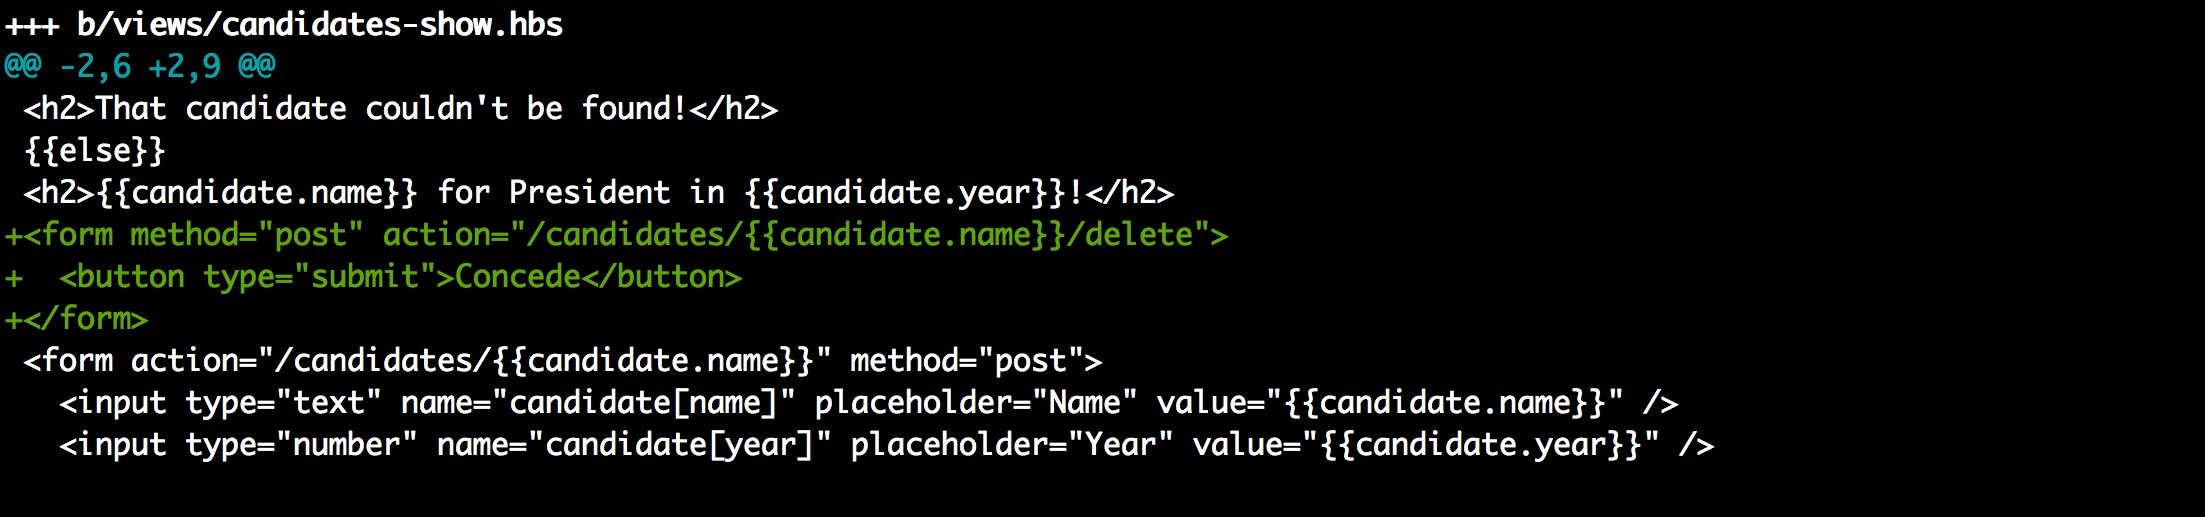 +++ b/views/candidates-show.hbs
@@ -2,6 +2,9 @@
 <h2>That candidate couldn't be found!</h2>
 {{else}}
 <h2>{{candidate.name}} for President in {{candidate.year}}!</h2>
+<form method="post" action="/candidates/{{candidate.name}}/delete">
+  <button type="submit">Concede</button>
+</form>
 <form action="/candidates/{{candidate.name}}" method="post">
   <input type="text" name="candidate[name]" placeholder="Name" value="{{candidate.name}}" />
   <input type="number" name="candidate[year]" placeholder="Year" value="{{candidate.year}}" />